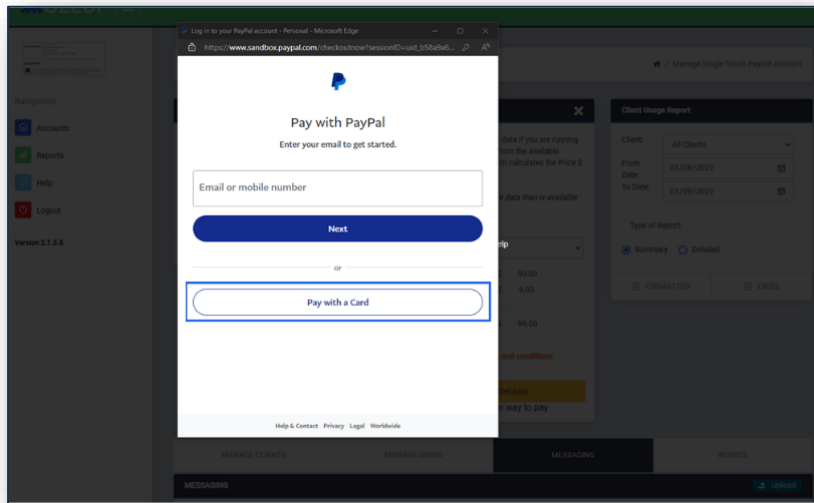 Log in to your PayPal account - Personal - Microsoft Edge
https://www.sandbox.paypal.com/checkoutnow?sessionID=uid_b58a9a6...
Pay with PayPal
Enter your email to get started.
Email or mobile number
Next
or
Pay with a Card
Help & Contact Privacy Legal Worldwide
Navigation
Accounts
Reports
Help
Logout
Version 2.1.2.8
/ Manage Single Touch Payroll Account
data if you are running
from the available
calculates the Price $
data than is available
elp
90.00
9.00
99.00
and conditions
checkout
way to pay
Client Usage Report
Client: All Clients
From Date: 05/08/2022
To Date: 05/09/2022
Type of Report:
Summary Detailed
FORMATTED EXCEL
MANAGE CLIENTS MANAGE USERS MESSAGING INVOICE
MESSAGING Upload